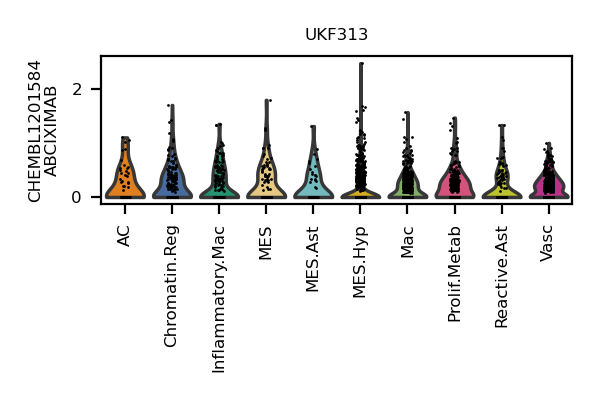 UKF313
CHEMBL1201584
ABCIXIMAB
2
0
AC
Chromatin.Reg
Inflammatory.Mac
MES
MES.Ast
MES.Hyp
Mac
Prolif.Metab
Reactive.Ast
Vasc